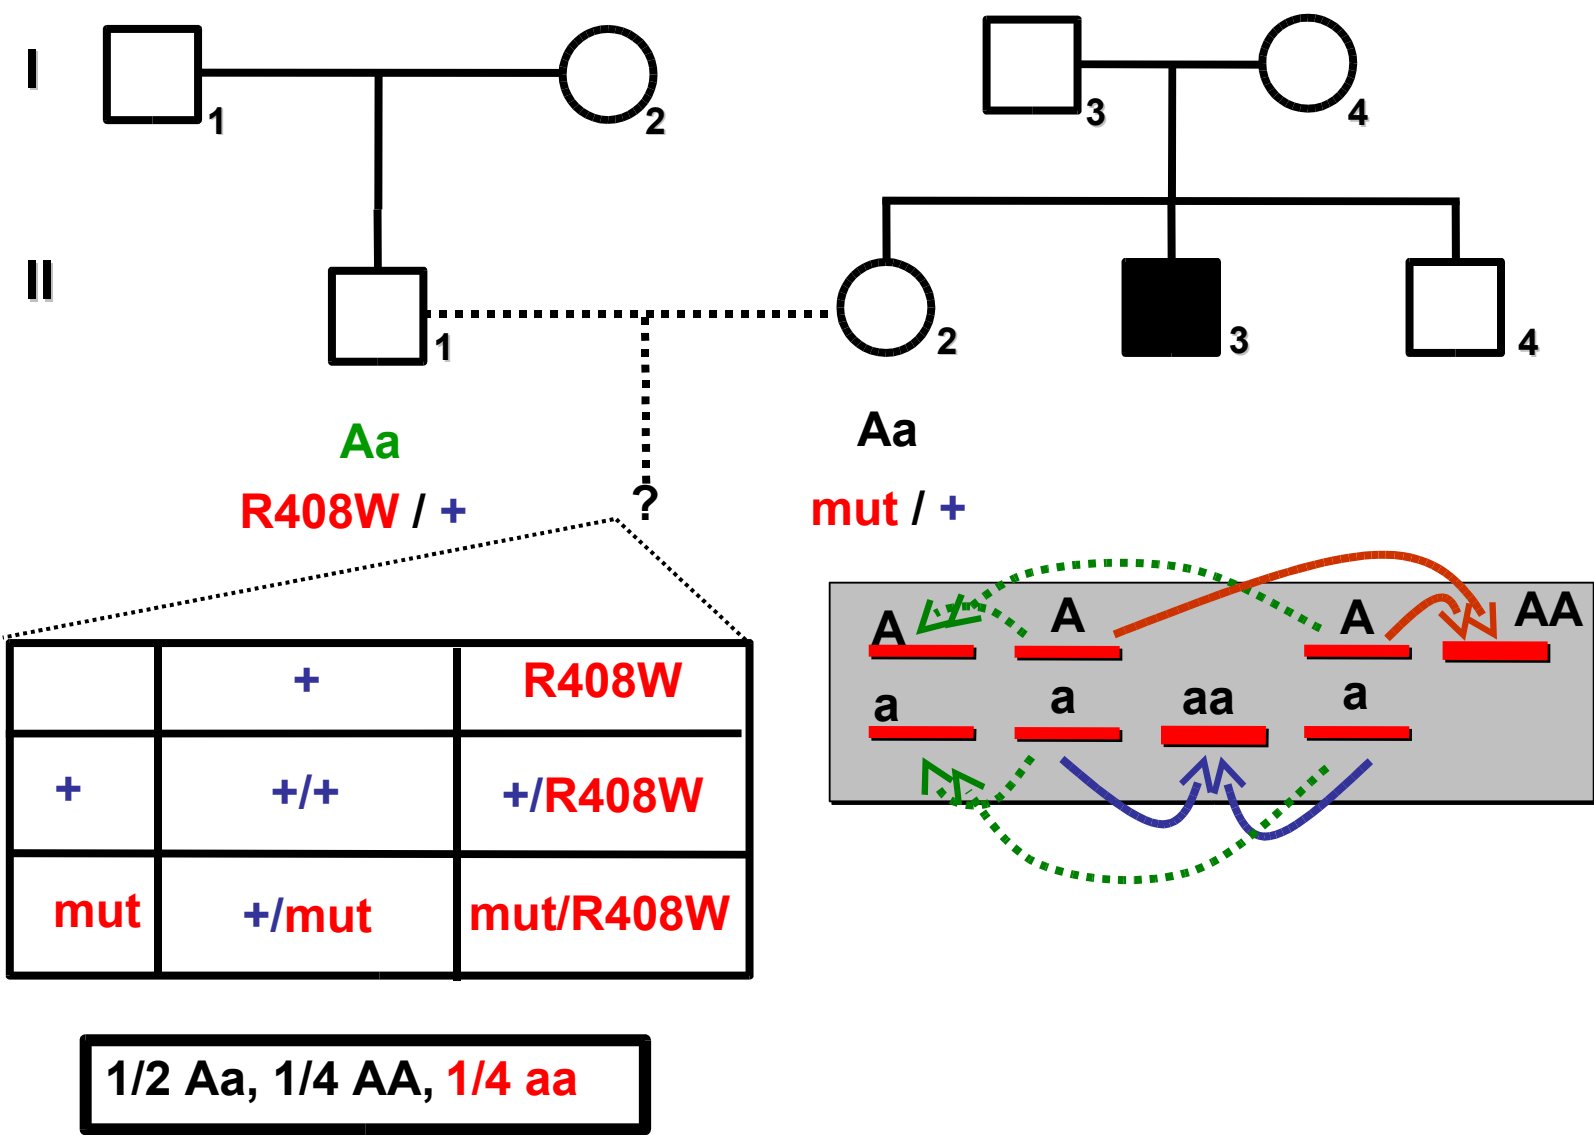 I
1
2
3
4
II
1
2
3
4
Aa
Aa
R408W / +
?
mut / +
+
R408W
+
+/+
+/R408W
mut
+/mut
mut/R408W
A
A
A
AA
a
a
aa
a
1/2 Aa, 1/4 AA, 1/4 aa